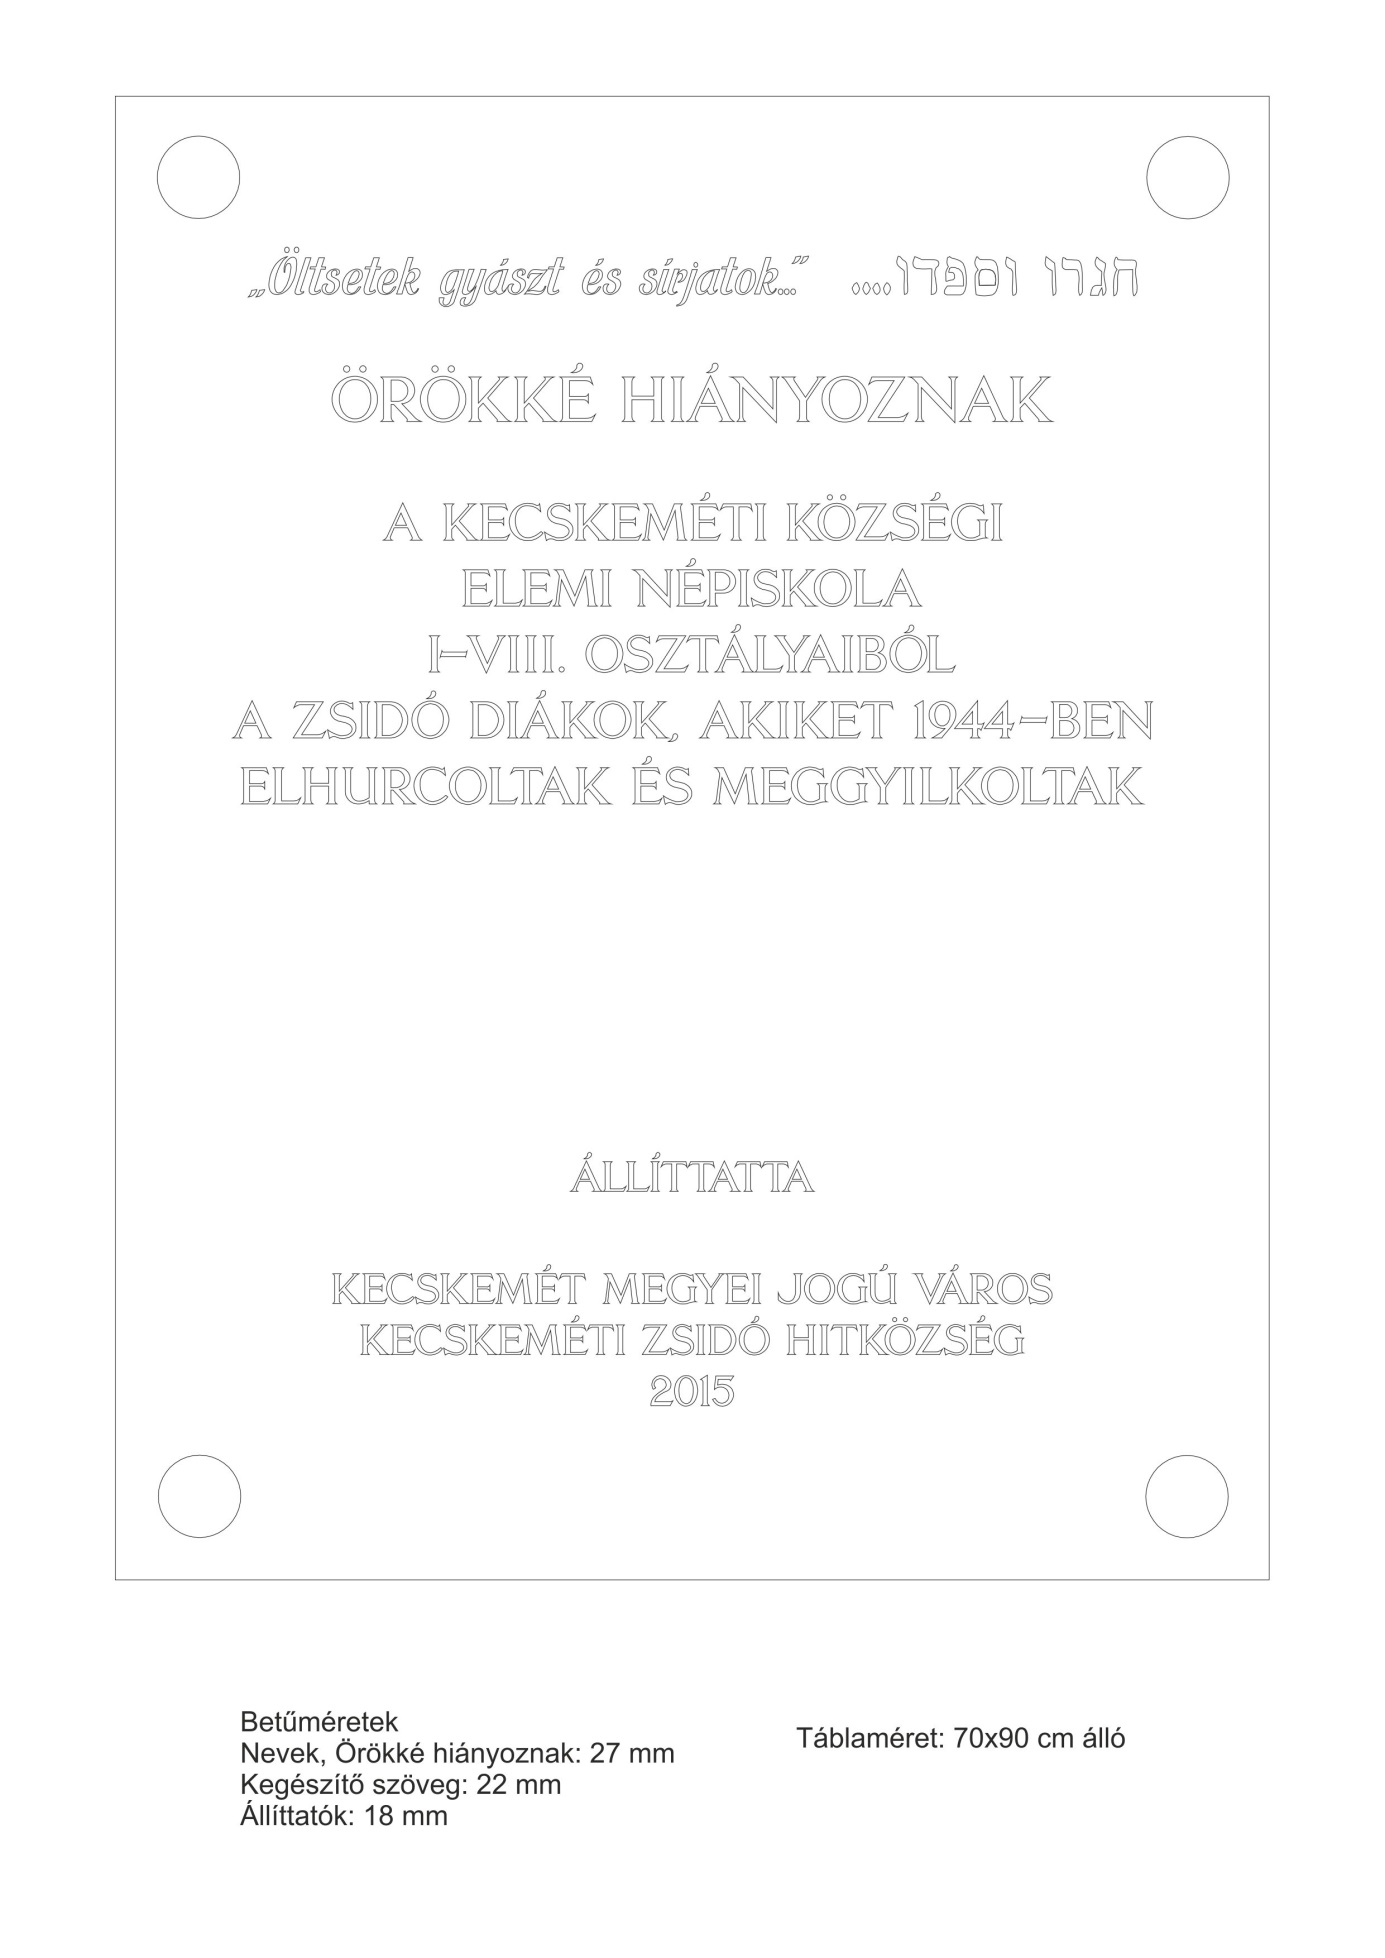 „Öltsetek gyászt és sírjatok...” חגרו וספדו....
ÖRÖKKÉ HIÁNYOZNAK
A KECSKEMÉTI KÖZSÉGI
ELEMI NÉPISKOLA
I-VIII. OSZTÁLYAIBÓL
A ZSIDÓ DIÁKOK, AKIKET 1944-BEN
ELHURCOLTAK ÉS MEGGYILKOLTAK
ÁLLÍTTATTA
KECSKEMÉT MEGYEI JOGÚ VÁROS
KECSKEMÉTI ZSIDÓ HITKÖZSÉG
2015
Betűméretek
Nevek, Örökké hiányoznak: 27 mm
Kegészítő szöveg: 22 mm
Állíttatók: 18 mm
Táblaméret: 70x90 cm álló